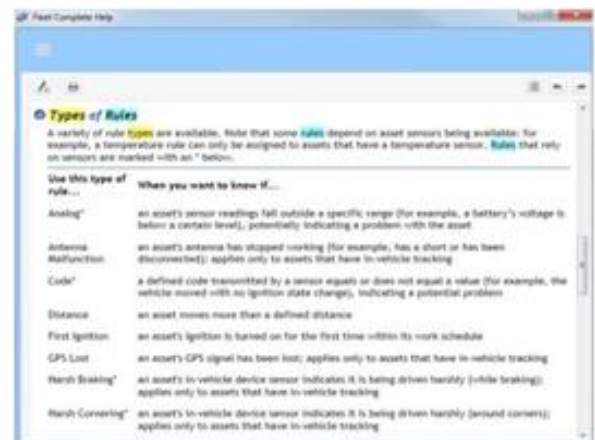 Fleet Complete Help
Types of Rules
A variety of rule types are available. Note that some rules depend on asset sensors being available: for
example, a temperature rule can only be assigned to assets that have a temperature sensor. Rules that rely
on sensors are marked with an * below.
Use this type of
rule...
When you want to know if...
Analog*
an asset's sensor readings fall outside a specific range (for example, a battery's voltage is
below a certain level), potentially indicating a problem with the asset
Antenna
Malfunction
an asset's antenna has stopped working (for example, has a short or has been
disconnected); applies only to assets that have in-vehicle tracking
Code*
a defined code transmitted by a sensor equals or does not equal a value (for example, the
vehicle moved with no ignition state change), indicating a potential problem
Distance
an asset moves more than a defined distance
First Ignition
an asset's ignition is turned on for the first time within its work schedule
GPS Lost
an asset's GPS signal has been lost; applies only to assets that have in-vehicle tracking
Harsh Braking*
an asset's in-vehicle device sensor indicates it is being driven harshly (while braking);
applies only to assets that have in-vehicle tracking
Harsh Cornering*
an asset's in-vehicle device sensor indicates it is being driven harshly (around corners);
applies only to assets that have in-vehicle tracking